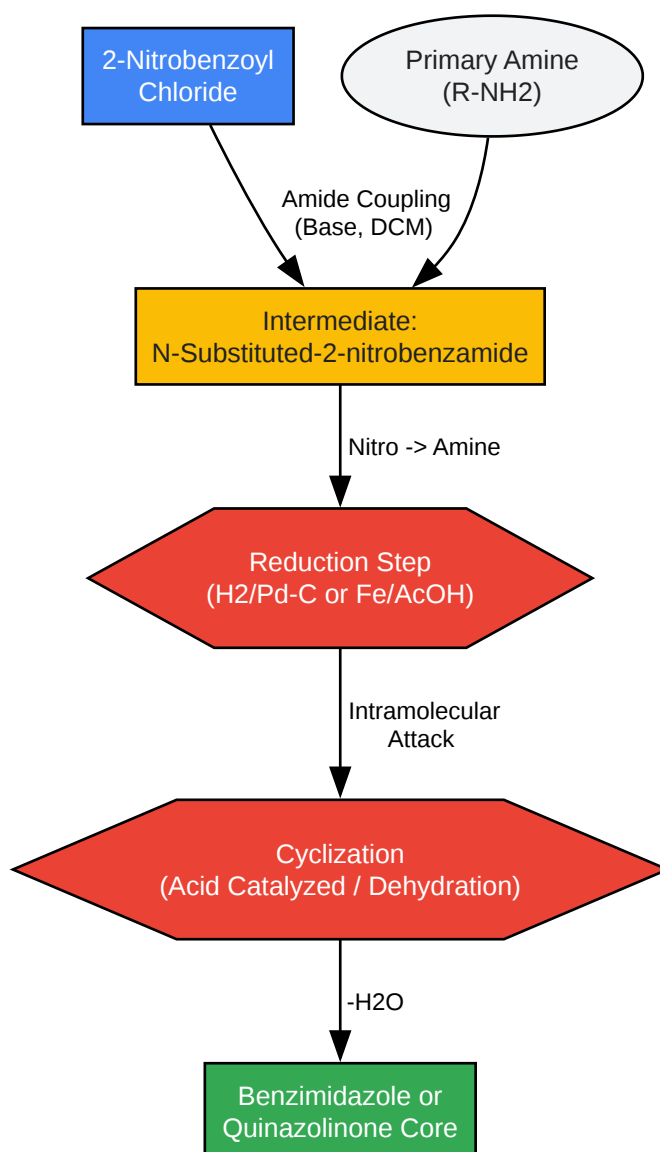 2-Nitrobenzoyl
Chloride
Primary Amine
(R-NH2)
Amide Coupling
(Base, DCM)
Intermediate:
N-Substituted-2-nitrobenzamide
Nitro -> Amine
Reduction Step
(H2/Pd-C or Fe/AcOH)
Intramolecular
Attack
Cyclization
(Acid Catalyzed / Dehydration)
-H2O
Benzimidazole or
Quinazolinone Core